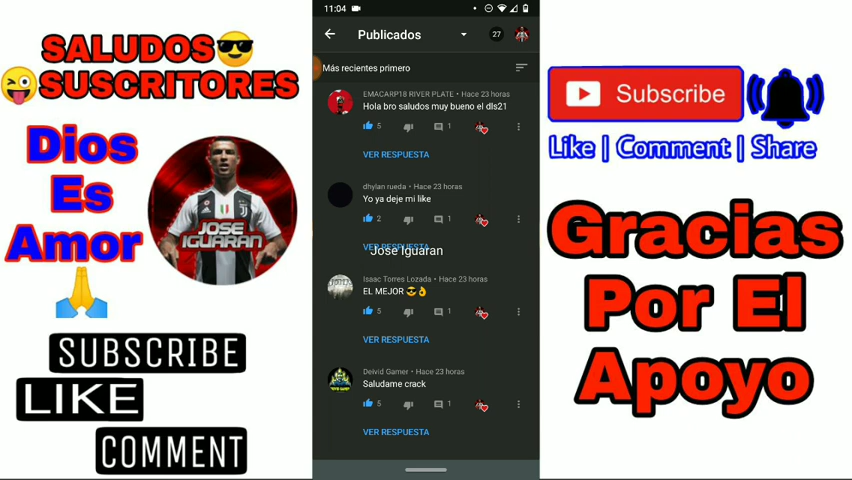 SALUDOS😎
😜SUSCRITORES
Dios
Es
Amor
🙏
JOSE
IGUARAN
SUBSCRIBE
LIKE
COMMENT
11:04
Publicados
27
Más recientes primero
EMACARP18 RIVER PLATE • Hace 23 horas
Hola bro saludos muy bueno el dls21
5 1
VER RESPUESTA
dhylan rueda • Hace 23 horas
Yo ya deje mi like
2 1
VER RESPUESTA
Jose Iguaran
Isaac Torres Lozada • Hace 23 horas
EL MEJOR 😎👌
5 1
VER RESPUESTA
Deivid Gamer • Hace 23 horas
Saludame crack
5 1
VER RESPUESTA
Subscribe
Like | Comment | Share
Gracias
Por El
Apoyo